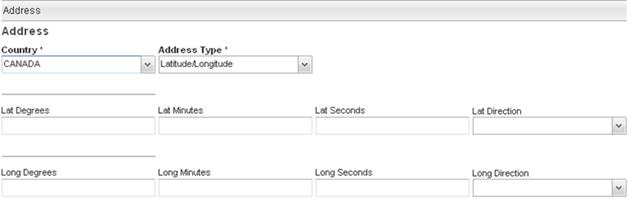 Address
Address
Country * Address Type *
CANADA Latitude/Longitude
Lat Degrees Lat Minutes Lat Seconds Lat Direction
Long Degrees Long Minutes Long Seconds Long Direction